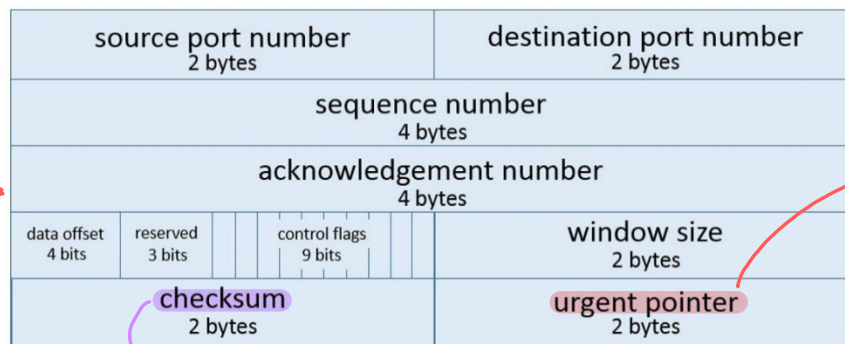 source port number
2 bytes
destination port number
2 bytes
sequence number
4 bytes
acknowledgement number
4 bytes
data offset
4 bits
reserved
3 bits
control flags
9 bits
window size
2 bytes
checksum
2 bytes
urgent pointer
2 bytes